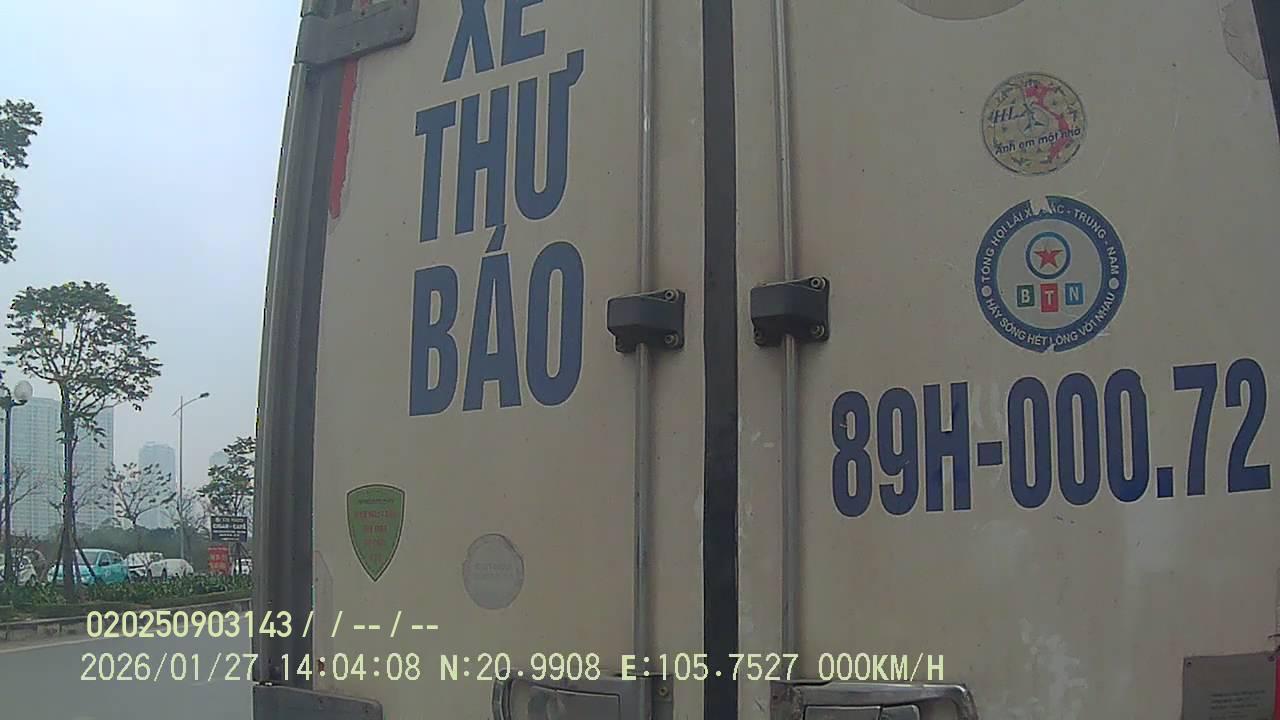 XE
THƯ
BÁO
HLX
Anh em một nhà
TỔNG HỘI LÁI X BẮC - TRUNG - NAM
BTN
HÃY SỐNG HẾT LÒNG VỚI NHAU
89H-000.72
020250903143 / / -- / --
2026/01/27 14:04:08 N:20.9908 E:105.7527 000KM/H